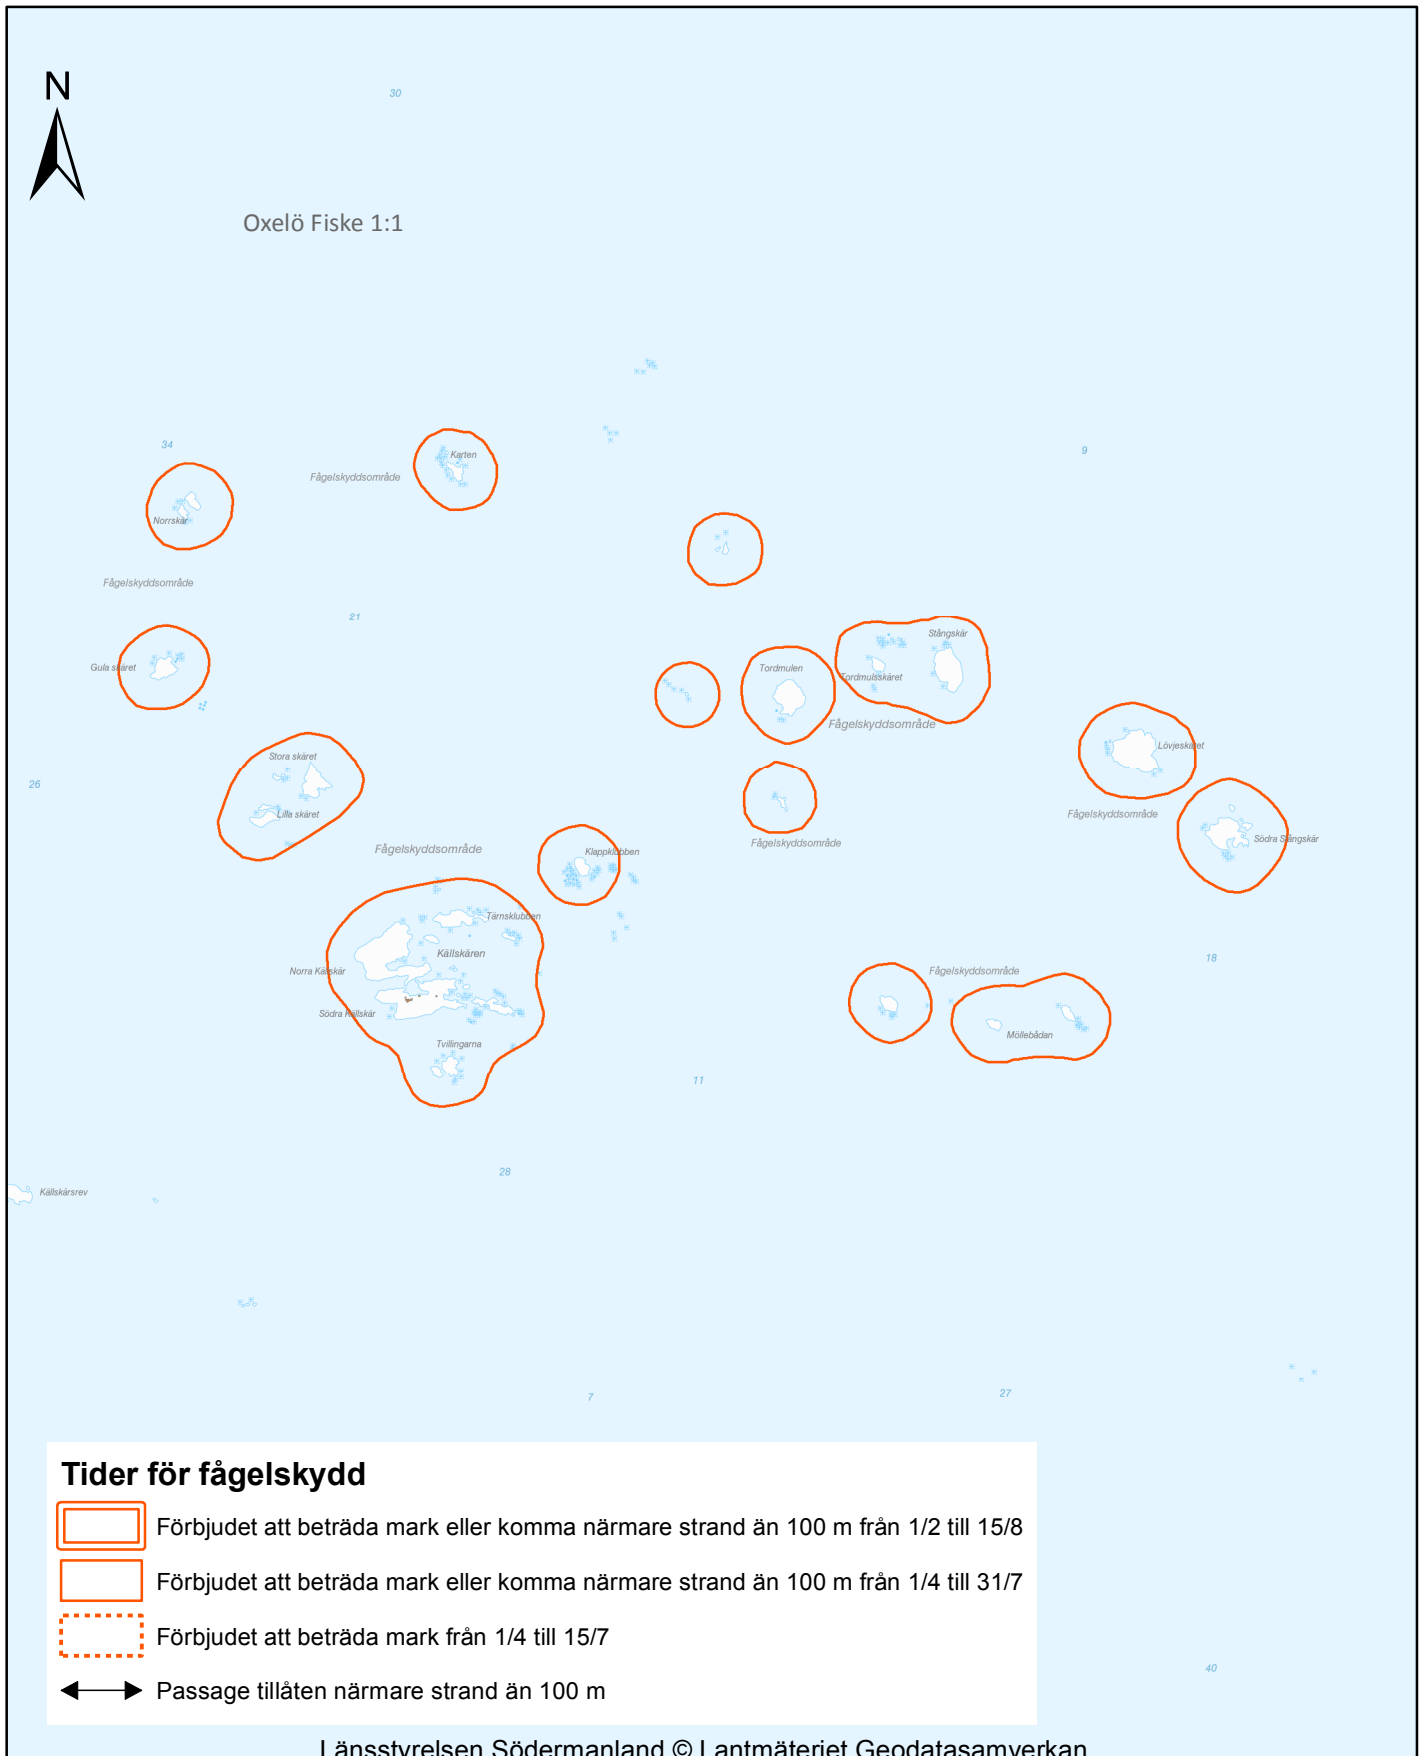 N
30
Oxelö Fiske 1:1
34
Karten
9
Fågelskyddsområde
Norrskär
Fågelskyddsområde
21
Stångskär
Gula skäret
Tordmulen
Tordmulsskäret
Fågelskyddsområde
Lövjeskäret
Stora skäret
26
Lilla skäret
Fågelskyddsområde
Fågelskyddsområde
Södra Stångskär
Fågelskyddsområde
Klappklubben
Tärnsklubben
Källskären
18
Norra Källskär
Fågelskyddsområde
Södra Källskär
Möllebådan
Tvillingarna
11
28
Källskärsrev
7
27
Tider för fågelskydd
Förbjudet att beträda mark eller komma närmare strand än 100 m från 1/2 till 15/8
Förbjudet att beträda mark eller komma närmare strand än 100 m från 1/4 till 31/7
Förbjudet att beträda mark från 1/4 till 15/7
40
Passage tillåten närmare strand än 100 m
Länsstyrelsen Södermanland © Lantmäteriet Geodatasamverkan